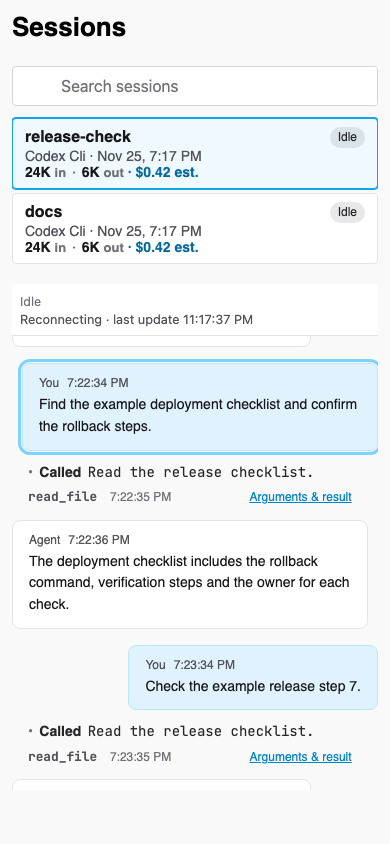 Sessions
Search sessions
release-check
Idle
Codex Cli · Nov 25, 7:17 PM
24K in · 6K out · $0.42 est.
docs
Idle
Codex Cli · Nov 25, 7:17 PM
24K in · 6K out · $0.42 est.
Idle
Reconnecting · last update 11:17:37 PM
You 7:22:34 PM
Find the example deployment checklist and confirm
the rollback steps.
• Called Read the release checklist.
read_file 7:22:35 PM Arguments & result
Agent 7:22:36 PM
The deployment checklist includes the rollback
command, verification steps and the owner for each
check.
You 7:23:34 PM
Check the example release step 7.
• Called Read the release checklist.
read_file 7:23:35 PM Arguments & result